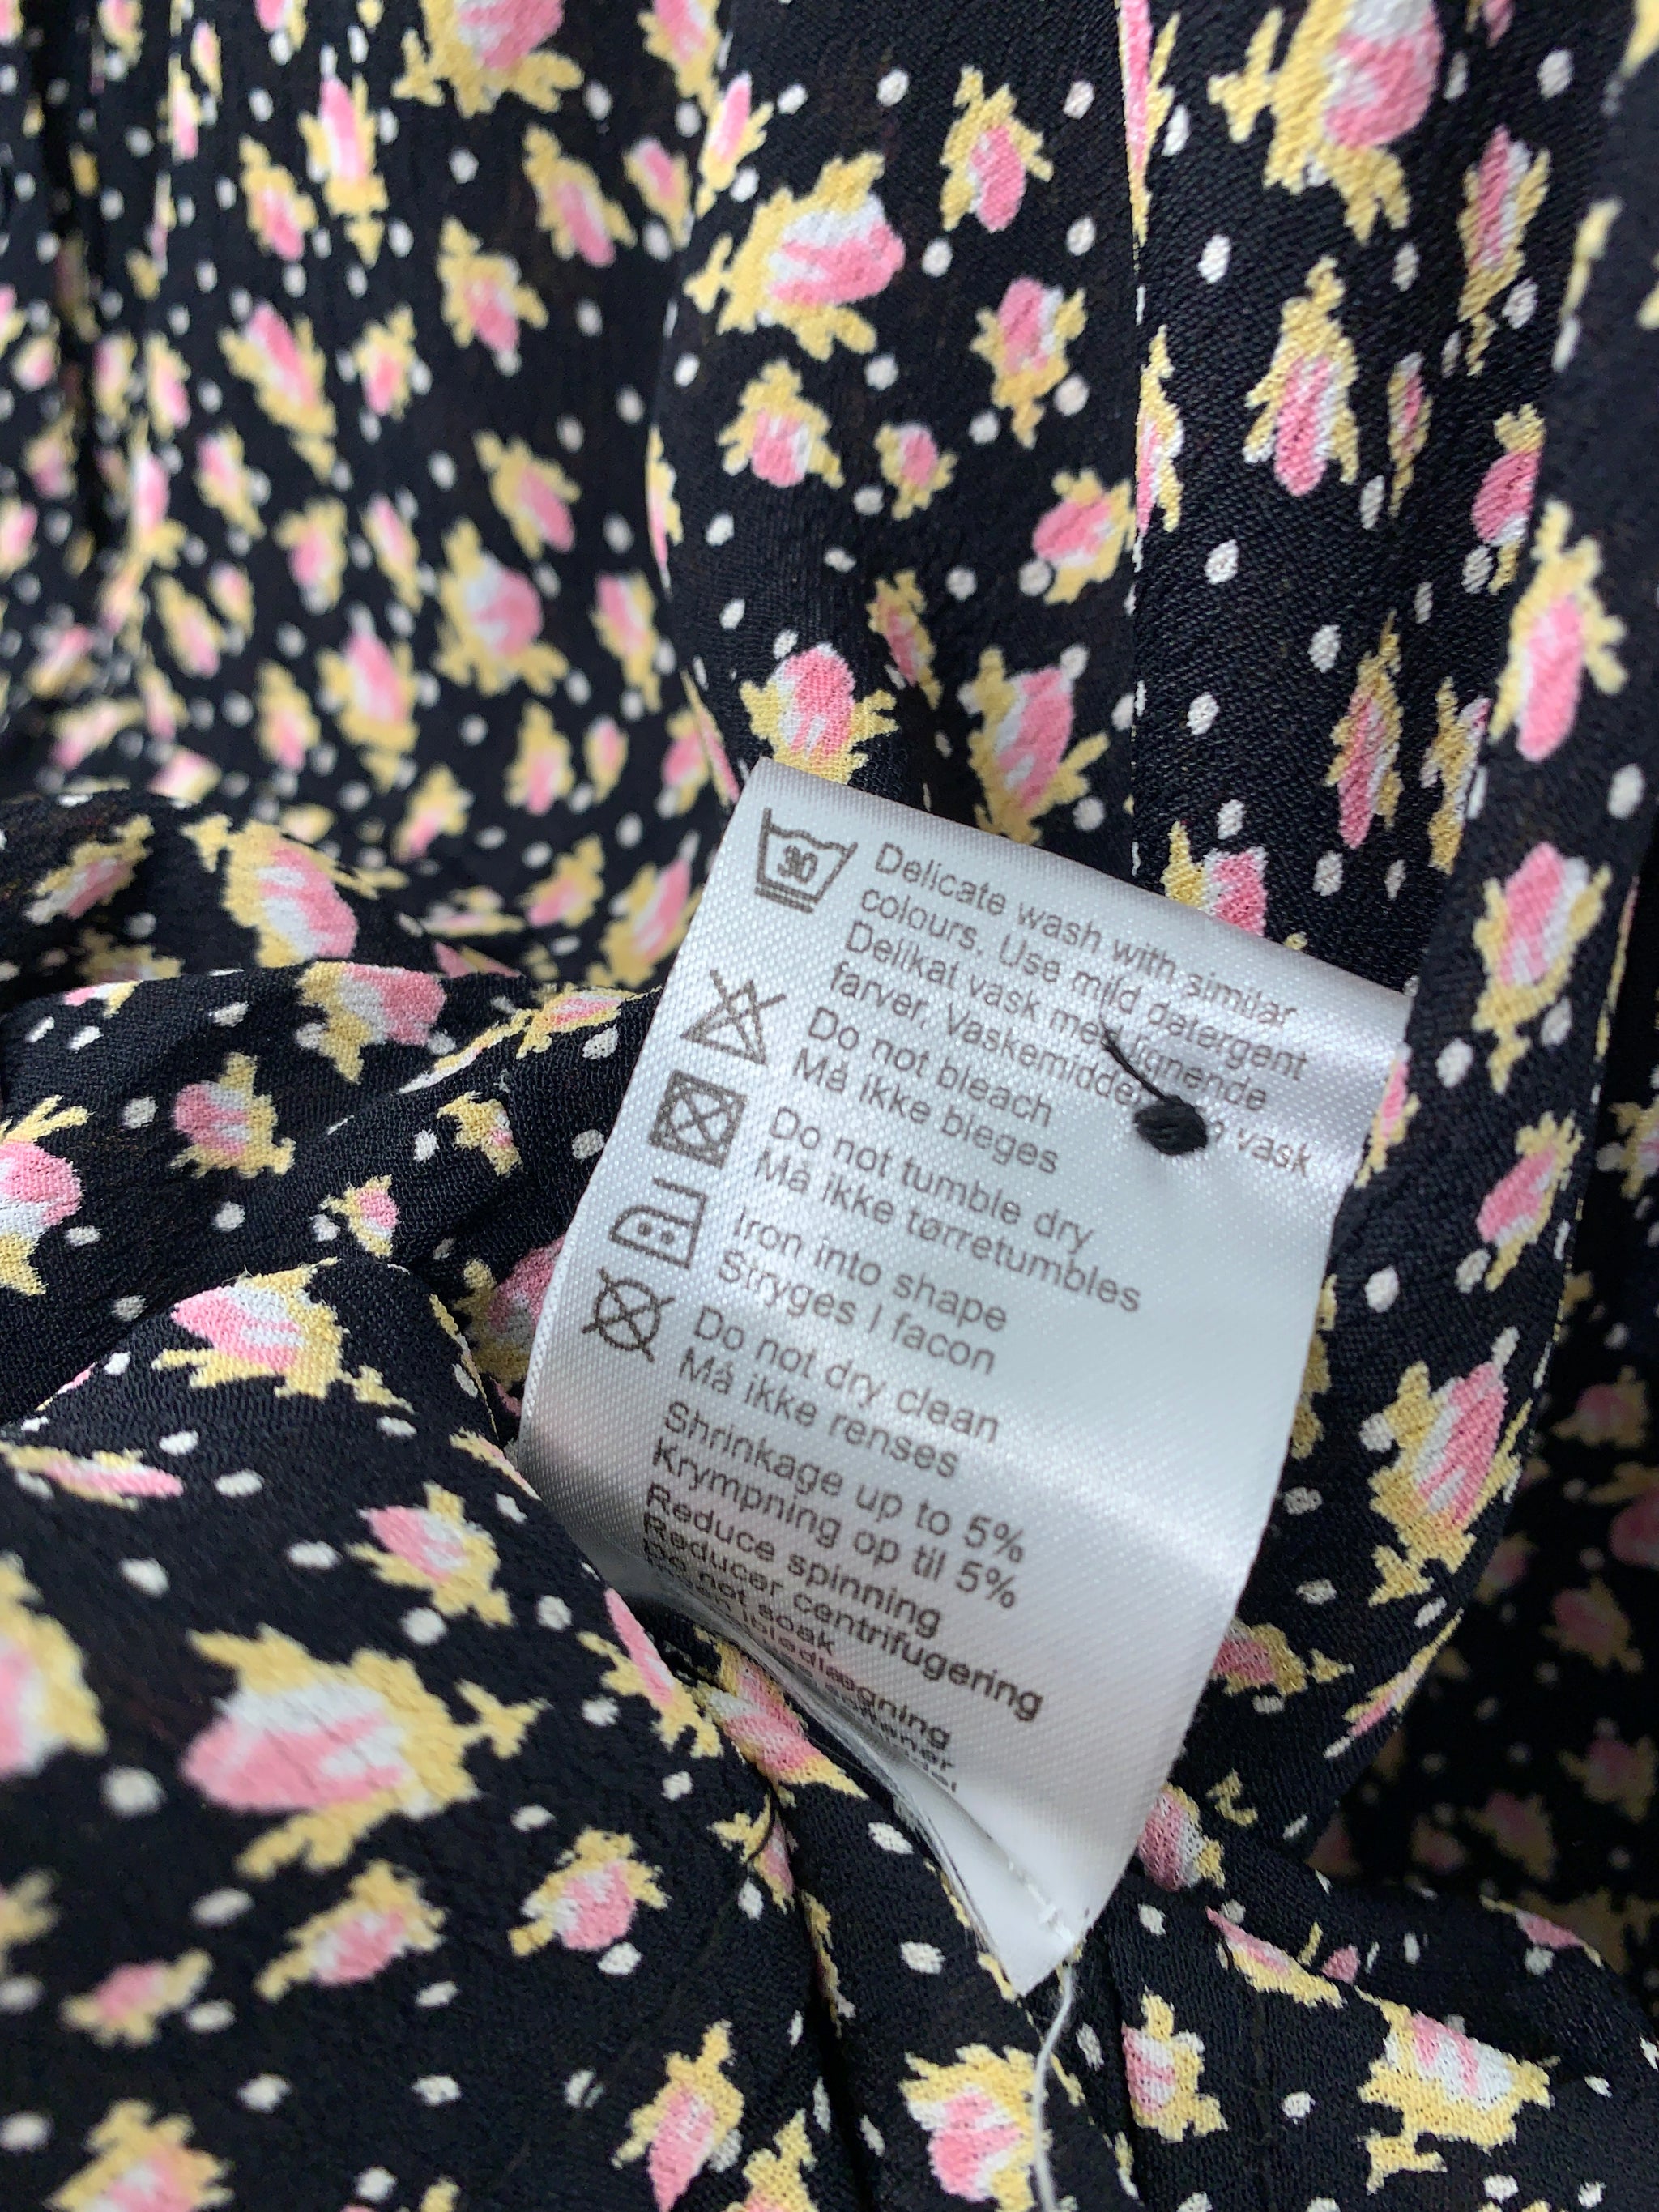 30
Delicate wash with similar
colours. Use mild detergent
Delikat vask med lignende
farver. Vaskemiddel vask
Do not bleach
Må ikke bleges
Do not tumble dry
Må ikke tørretumbles
Iron into shape
Stryges I facon
Do not dry clean
Må ikke renses
Shrinkage up to 5%
Krympning op til 5%
Reduce spinning
Reducer centrifugering
Do not soak